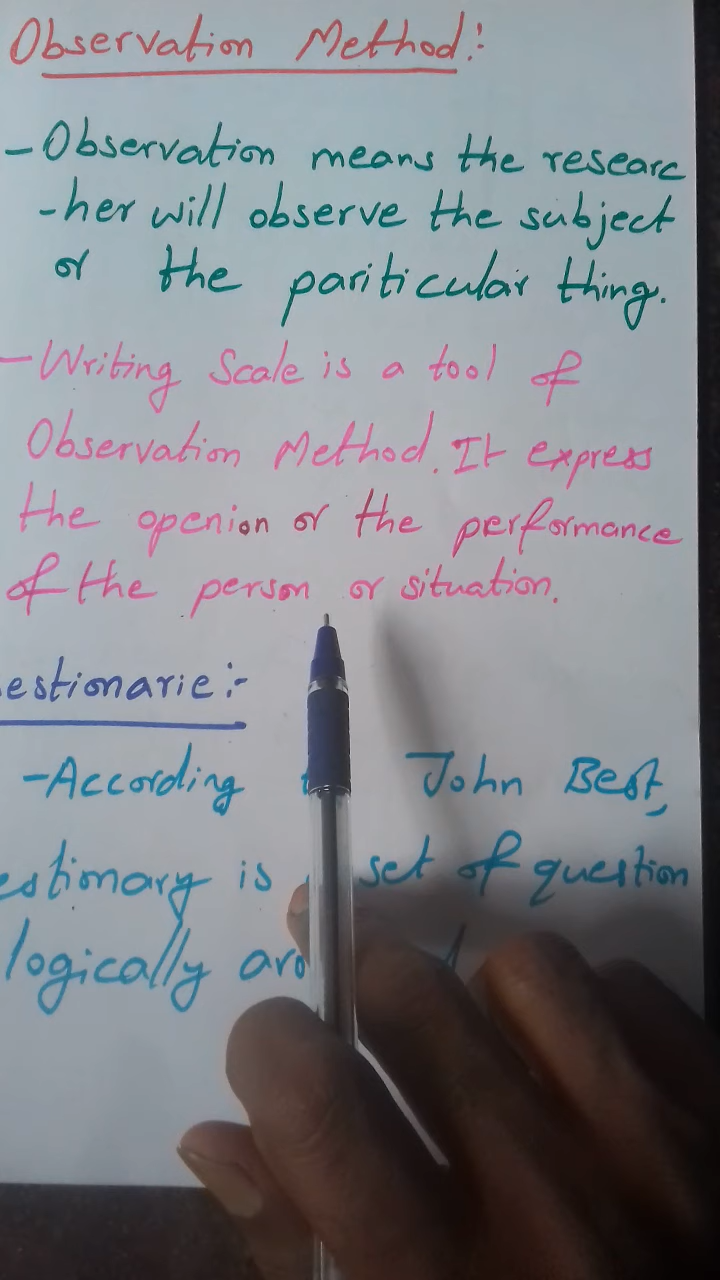 Observation Method:-
- Observation means the researc
-her will observe the subject
or the pariticular thing.
- Writing Scale is a tool of
Observation Method. It express
the openion or the performance
of the person or situation.
estionarie:-
- According John Best,
estionary is set of question
logically